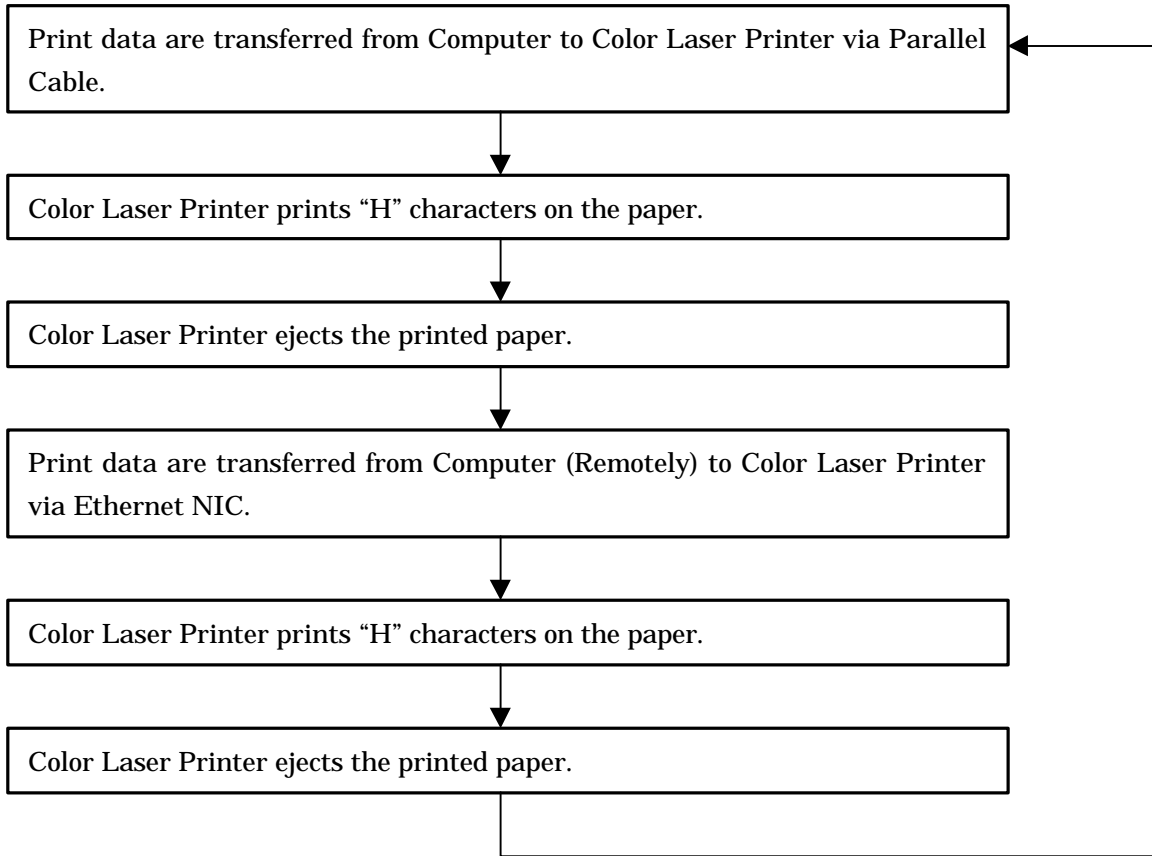 Print data are transferred from Computer to Color Laser Printer via Parallel
Cable.
Color Laser Printer prints “H” characters on the paper.
Color Laser Printer ejects the printed paper.
Print data are transferred from Computer (Remotely) to Color Laser Printer
via Ethernet NIC.
Color Laser Printer prints “H” characters on the paper.
Color Laser Printer ejects the printed paper.